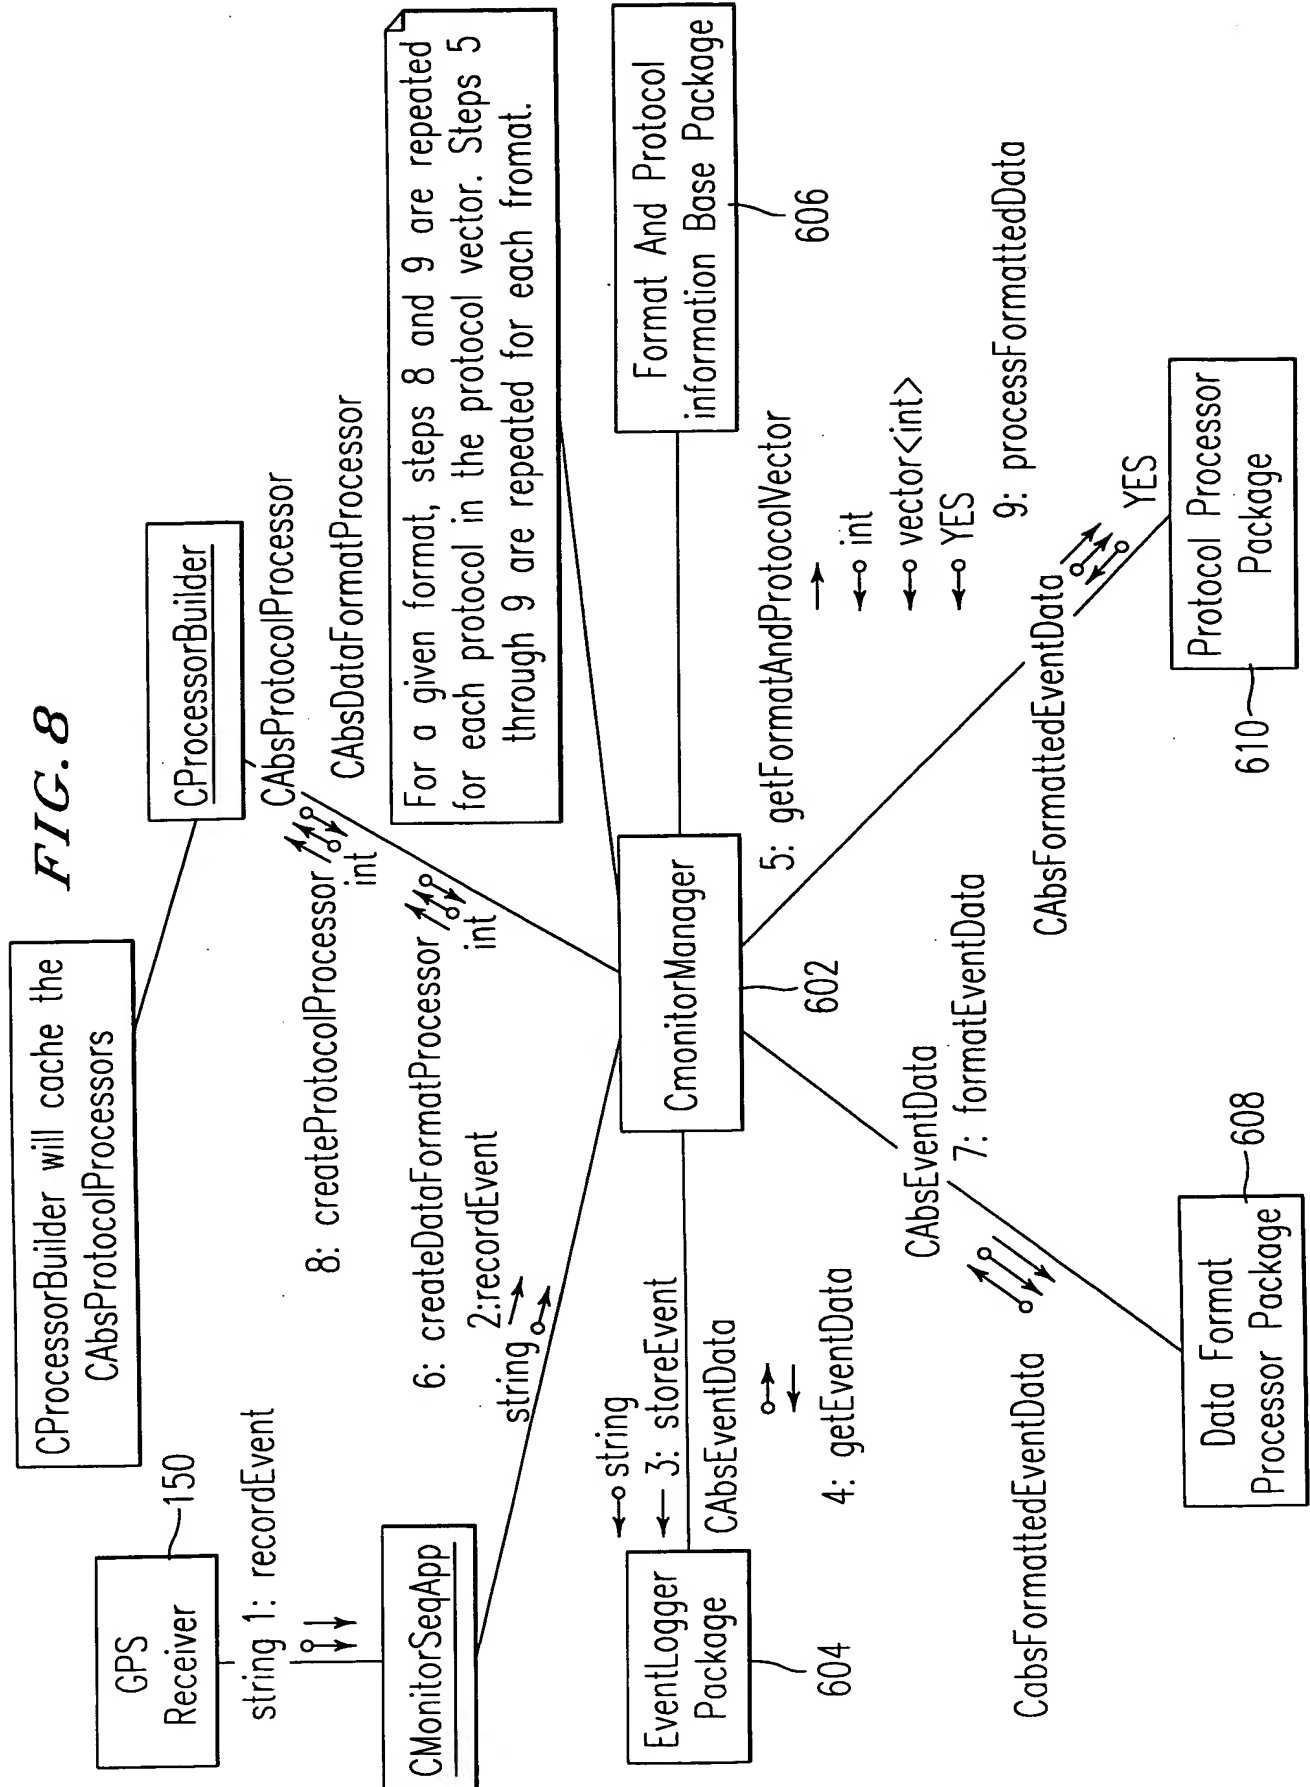 FIG.8
CProcessorBuilder will cache the
CAbsProtocolProcessors
CProcessorBuilder
GPS
Receiver
150
string 1: recordEvent
CMonitorSeqApp
8: createProtocolProcessor
int
CAbsProtocolProcessor
CAbsDataFormatProcessor
6: createDataFormatProcessor
int
2:recordEvent
string
For a given format, steps 8 and 9 are repeated
for each protocol in the protocol vector. Steps 5
through 9 are repeated for each fromat.
string
3: storeEvent
CAbsEventData
4: getEventData
EventLogger
Package
604
CmonitorManager
602
Format And Protocol
information Base Package
606
5: getFormatAndProtocolVector
int
vector<int>
YES
9: processFormattedData
CAbsEventData
7: formatEventData
CabsFormattedEventData
Data Format
Processor Package
608
CAbsFormattedEventData
YES
Protocol Processor
Package
610